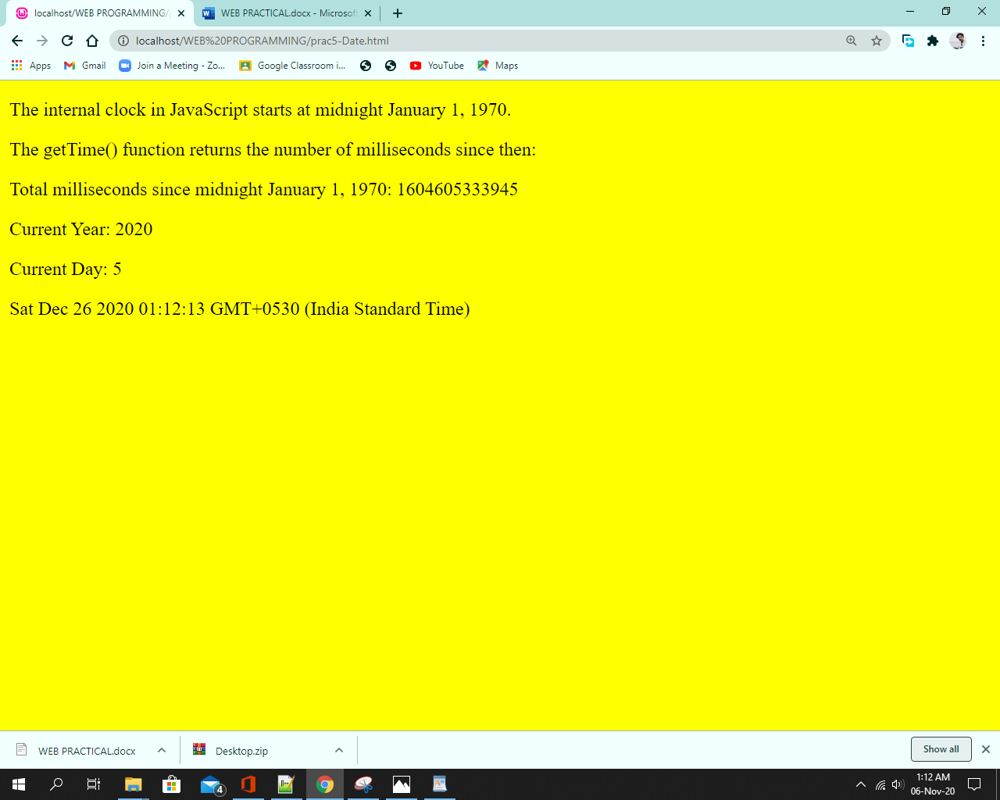 localhost/WEB PROGRAMMING/
WEB PRACTICAL.docx - Microsof
localhost/WEB%20PROGRAMMING/prac5-Date.html
Apps
Gmail
Join a Meeting - Zo...
Google Classroom i...
YouTube
Maps
The internal clock in JavaScript starts at midnight January 1, 1970.
The getTime() function returns the number of milliseconds since then:
Total milliseconds since midnight January 1, 1970: 1604605333945
Current Year: 2020
Current Day: 5
Sat Dec 26 2020 01:12:13 GMT+0530 (India Standard Time)
WEB PRACTICAL.docx
Desktop.zip
Show all
4
1:12 AM
06-Nov-20